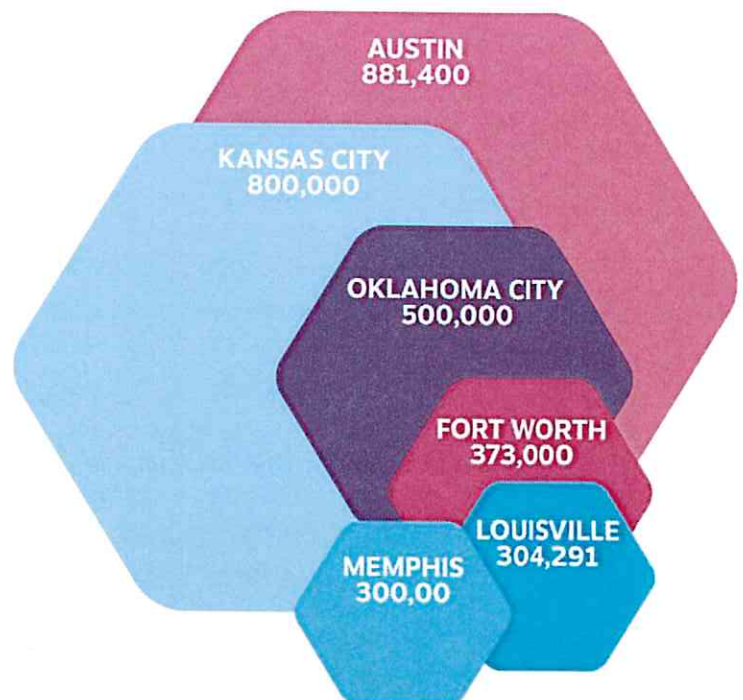 AUSTIN
881,400
KANSAS CITY
800,000
OKLAHOMA CITY
500,000
FORT WORTH
373,000
LOUISVILLE
304,291
MEMPHIS
300,00